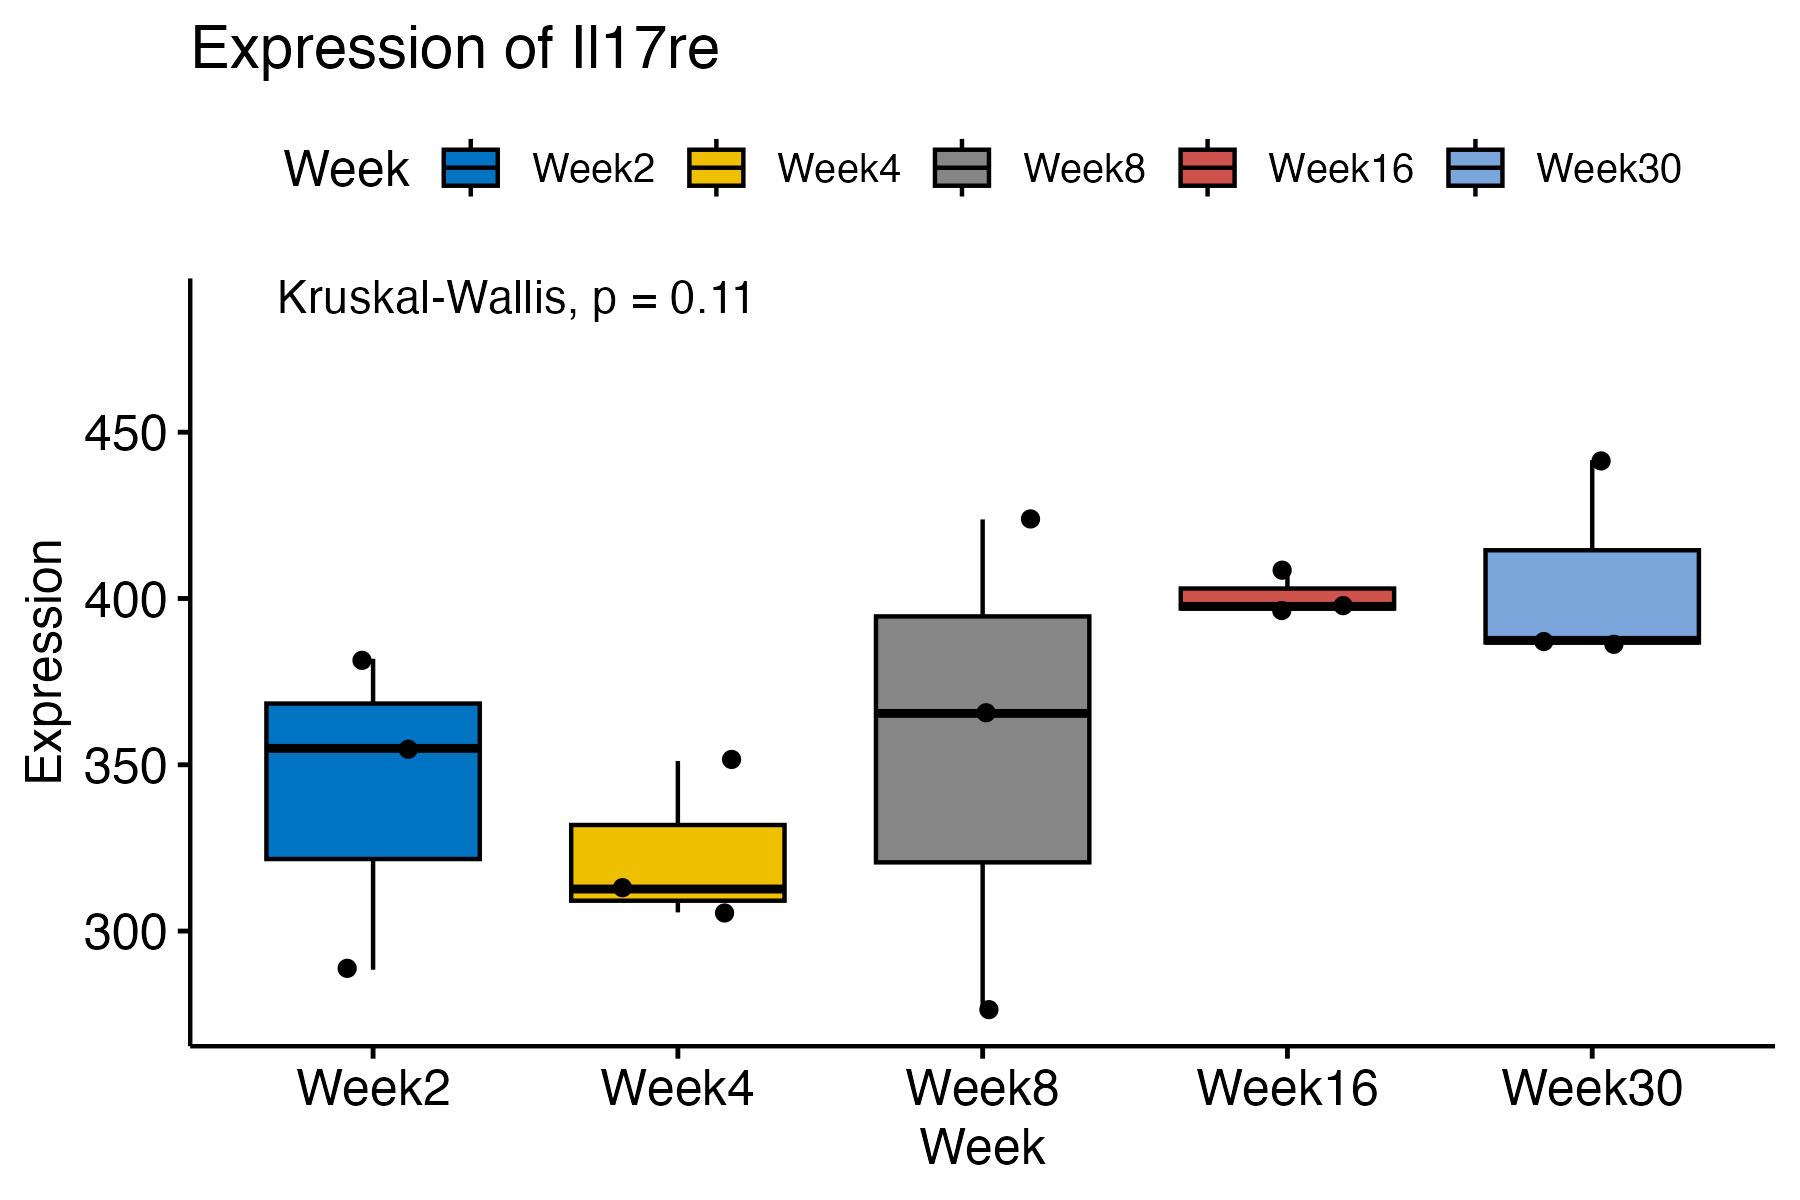 Expression of Il17re
Week Week2 Week4 Week8 Week16 Week30
Kruskal-Wallis, p = 0.11
450
400
350
300
Expression
Week2 Week4 Week8 Week16 Week30
Week